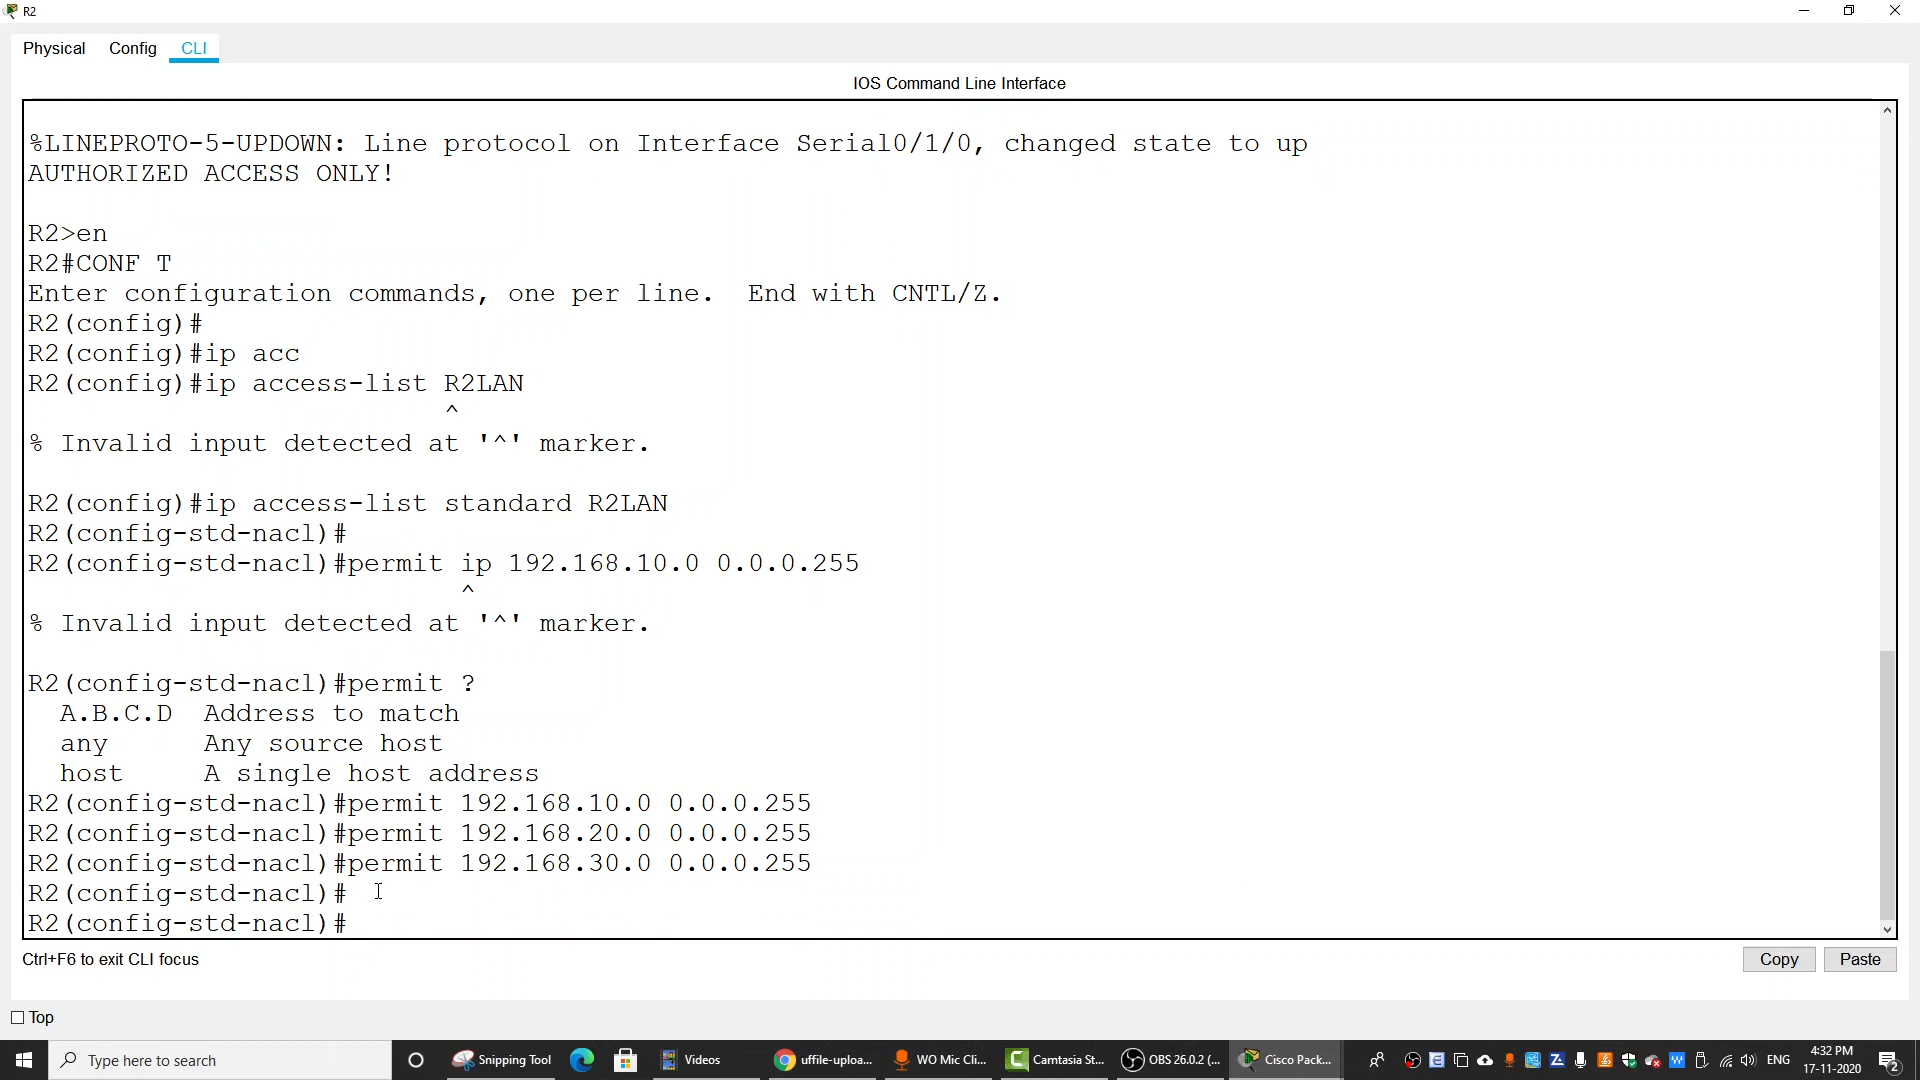 R2
Physical Config CLI
IOS Command Line Interface
%LINEPROTO-5-UPDOWN: Line protocol on Interface Serial0/1/0, changed state to up
AUTHORIZED ACCESS ONLY!
R2>en
R2#CONF T
Enter configuration commands, one per line.  End with CNTL/Z.
R2(config)#
R2(config)#ip acc
R2(config)#ip access-list R2LAN
^
% Invalid input detected at '^' marker.
R2(config)#ip access-list standard R2LAN
R2(config-std-nacl)#
R2(config-std-nacl)#permit ip 192.168.10.0 0.0.0.255
^
% Invalid input detected at '^' marker.
R2(config-std-nacl)#permit ?
A.B.C.D  Address to match
any      Any source host
host     A single host address
R2(config-std-nacl)#permit 192.168.10.0 0.0.0.255
R2(config-std-nacl)#permit 192.168.20.0 0.0.0.255
R2(config-std-nacl)#permit 192.168.30.0 0.0.0.255
R2(config-std-nacl)#
R2(config-std-nacl)#
Ctrl+F6 to exit CLI focus Copy Paste
Top
Type here to search Snipping Tool Videos uffile-uploa... WO Mic Cli... Camtasia St... OBS 26.0.2 (... Cisco Pack... ENG 4:32 PM
17-11-2020 2